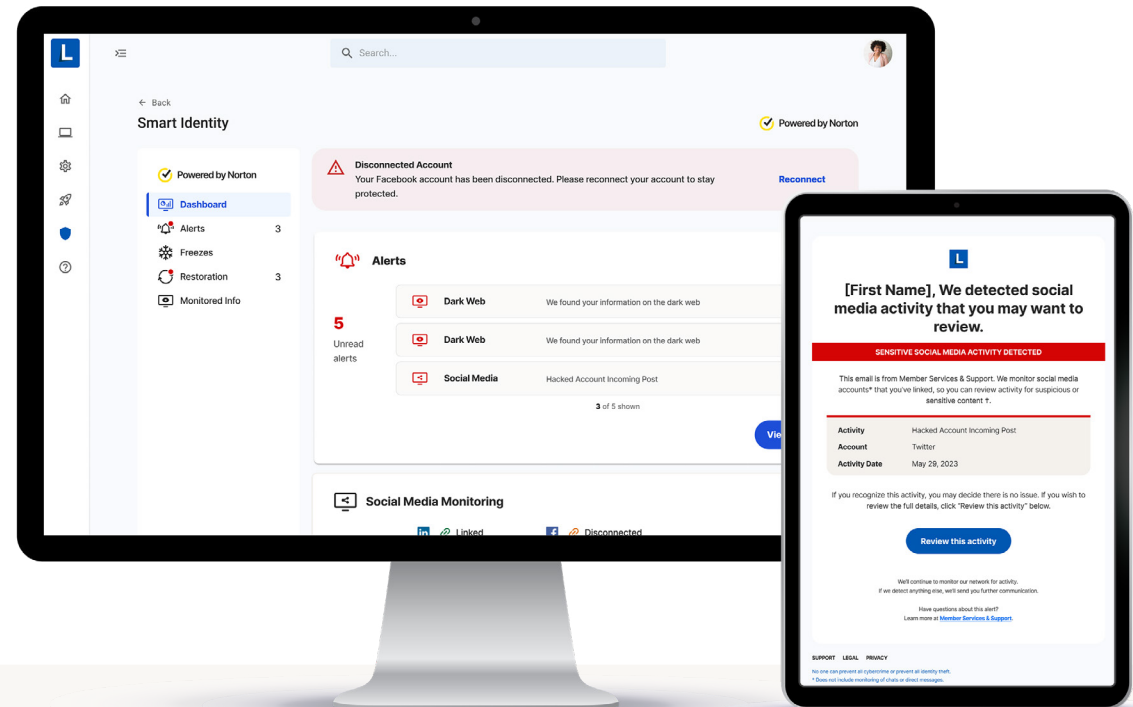 L
Search...
← Back
Smart Identity
Powered by Norton
Powered by Norton
Dashboard
Alerts 3
Freezes
Restoration 3
Monitored Info
Disconnected Account
Your Facebook account has been disconnected. Please reconnect your account to stay
protected.
Reconnect
Alerts
5
Unread
alerts
Dark Web We found your information on the dark web
Dark Web We found your information on the dark web
Social Media Hacked Account Incoming Post
3 of 5 shown
Social Media Monitoring
in Linked f Disconnected
L
[First Name], We detected social
media activity that you may want to
review.
SENSITIVE SOCIAL MEDIA ACTIVITY DETECTED
This email is from Member Services & Support. We monitor social media
accounts* that you've linked, so you can review activity for suspicious or
sensitive content †.
Activity Hacked Account Incoming Post
Account Twitter
Activity Date May 29, 2023
If you recognize this activity, you may decide there is no issue. If you wish to
review the full details, click "Review this activity" below.
Review this activity
We'll continue to monitor our network for activity.
If we detect anything else, we'll send you further communication.
Have questions about this alert?
Learn more at Member Services & Support.
SUPPORT LEGAL PRIVACY
No one can prevent all cybercrime or prevent all identity theft.
* Does not include monitoring of chats or direct messages.